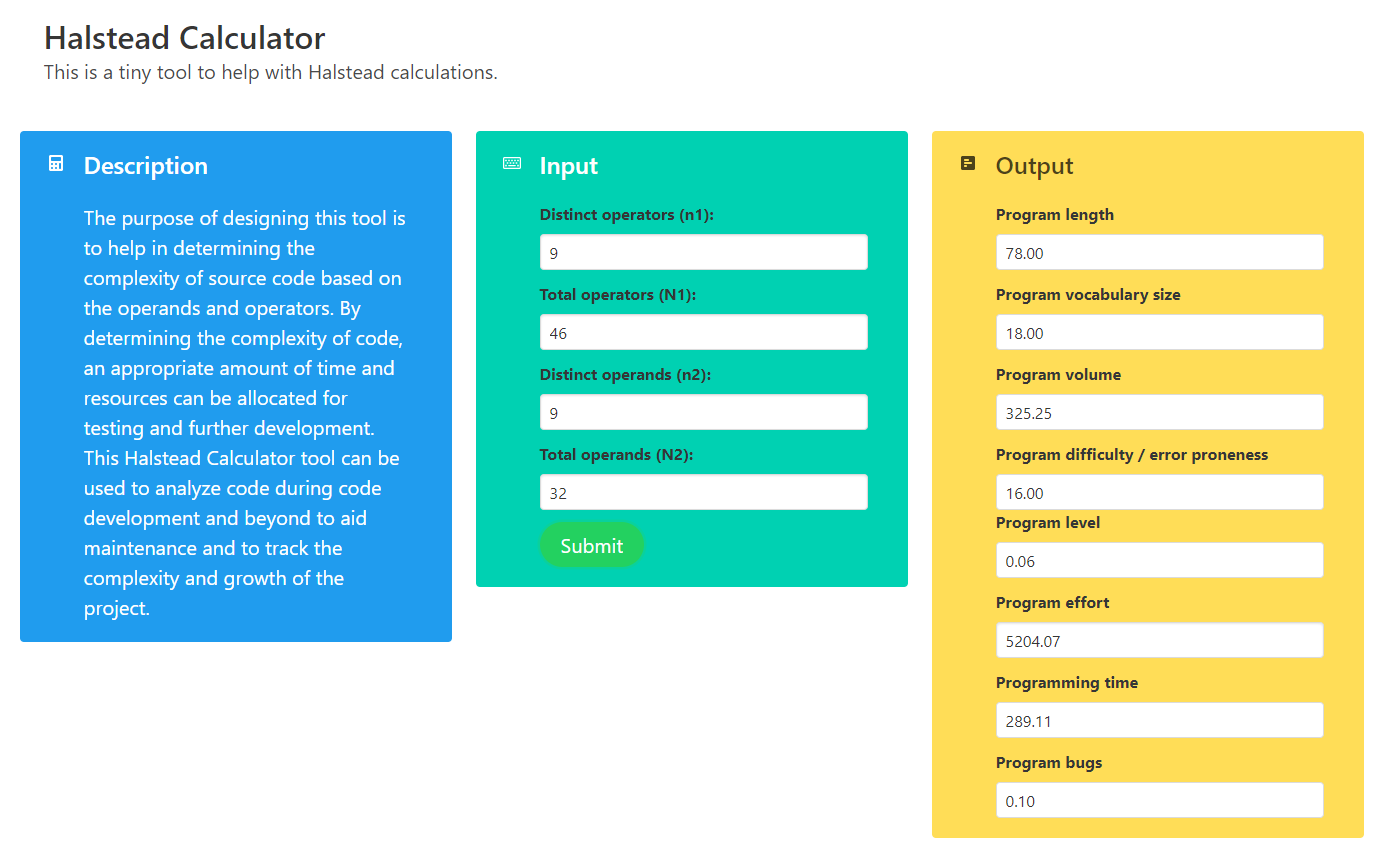 Halstead Calculator
This is a tiny tool to help with Halstead calculations.
Description
The purpose of designing this tool is
to help in determining the
complexity of source code based on
the operands and operators. By
determining the complexity of code,
an appropriate amount of time and
resources can be allocated for
testing and further development.
This Halstead Calculator tool can be
used to analyze code during code
development and beyond to aid
maintenance and to track the
complexity and growth of the
project.
Input
Distinct operators (n1):
9
Total operators (N1):
46
Distinct operands (n2):
9
Total operands (N2):
32
Submit
Output
Program length
78.00
Program vocabulary size
18.00
Program volume
325.25
Program difficulty / error proneness
16.00
Program level
0.06
Program effort
5204.07
Programming time
289.11
Program bugs
0.10